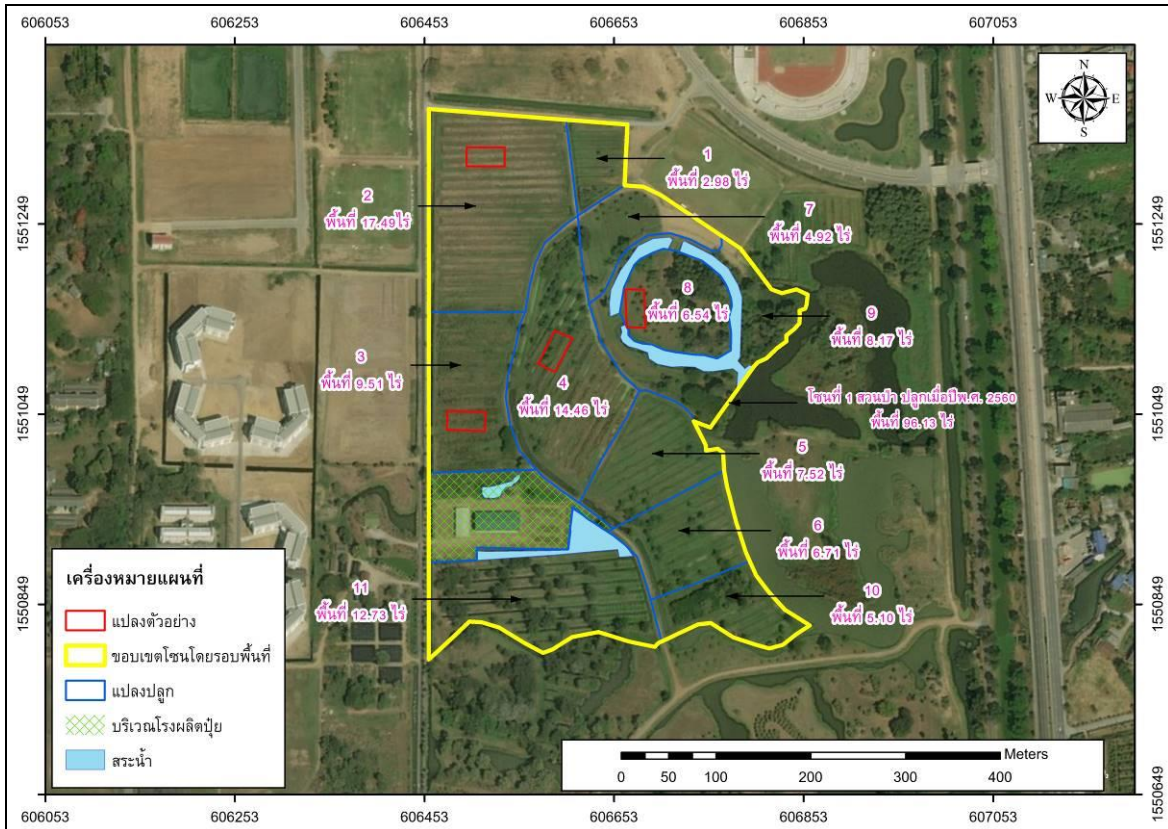 606053 606253 606453 606653 606853 607053
N
W E
S
1
พื้นที่ 2.98 ไร่
2
พื้นที่ 17.49ไร่
7
พื้นที่ 4.92 ไร่
1551249 1551249
8
พื้นที่ 6.54 ไร่
9
พื้นที่ 8.17 ไร่
3
พื้นที่ 9.51 ไร่
4
พื้นที่ 14.46 ไร่
โซนที่ 1 สวนป่า ปลูกเมื่อปีพ.ศ. 2560
พื้นที่ 96.13 ไร่
1551049 1551049
5
พื้นที่ 7.52 ไร่
6
พื้นที่ 6.71 ไร่
11
พื้นที่ 12.73 ไร่
10
พื้นที่ 5.10 ไร่
1550849 1550849
เครื่องหมายแผนที่
แปลงตัวอย่าง
ขอบเขตโซนโดยรอบพื้นที่
แปลงปลูก
บริเวณโรงผลิตปุ๋ย
สระน้ำ
Meters
0 50 100 200 300 400
1550649
606053 606253 606453 606653 606853 607053